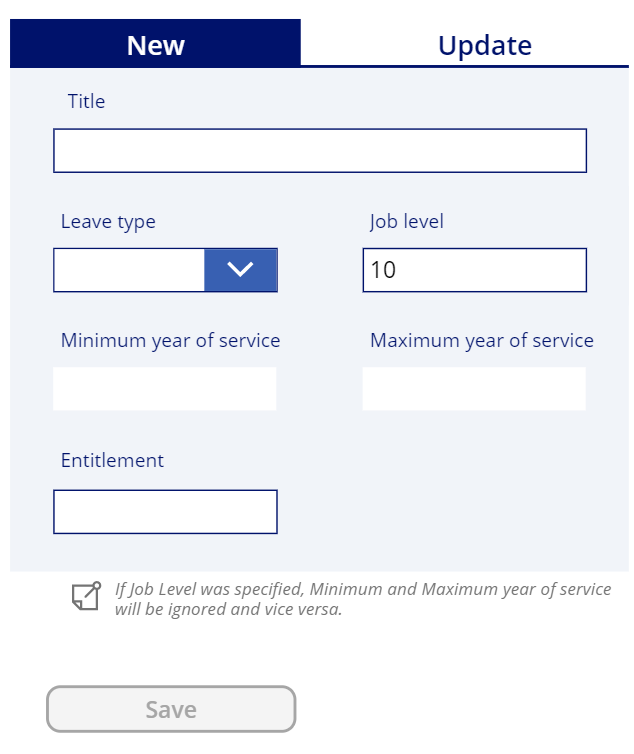 New Update
Title
Leave type Job level
10
Minimum year of service Maximum year of service
Entitlement
If Job Level was specified, Minimum and Maximum year of service
will be ignored and vice versa.
Save